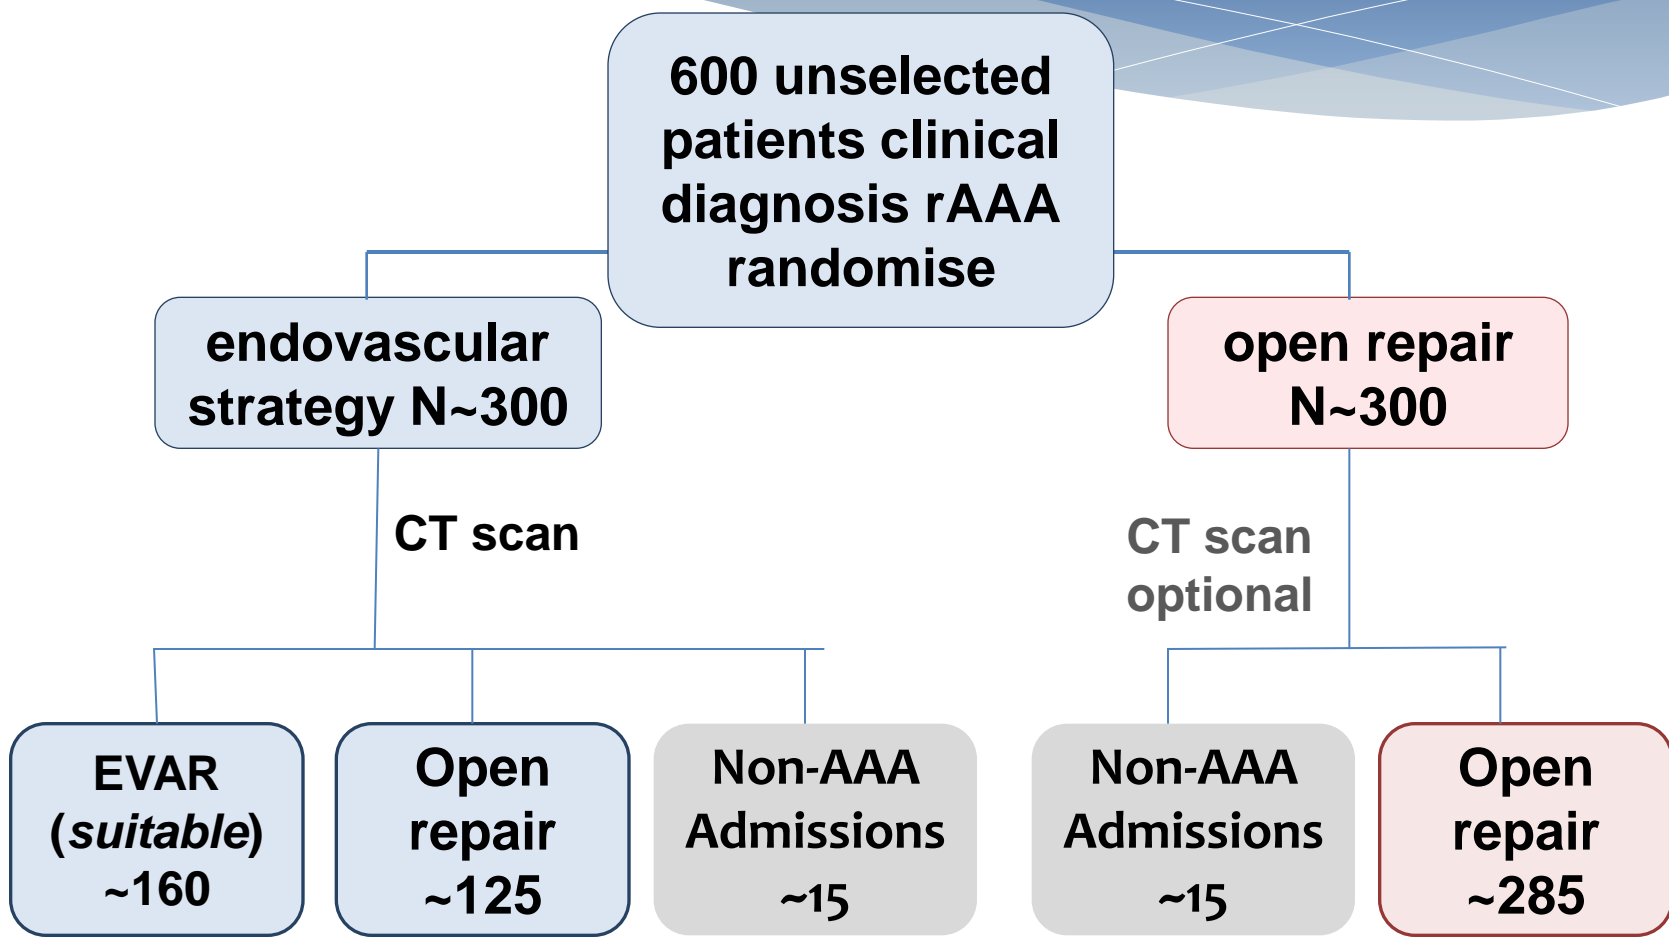 600 unselected
patients clinical
diagnosis rAAA
randomise
endovascular
strategy N~300
open repair
N~300
CT scan
CT scan
optional
EVAR
(suitable)
~160
Open
repair
~125
Non-AAA
Admissions
~15
Non-AAA
Admissions
~15
Open
repair
~285